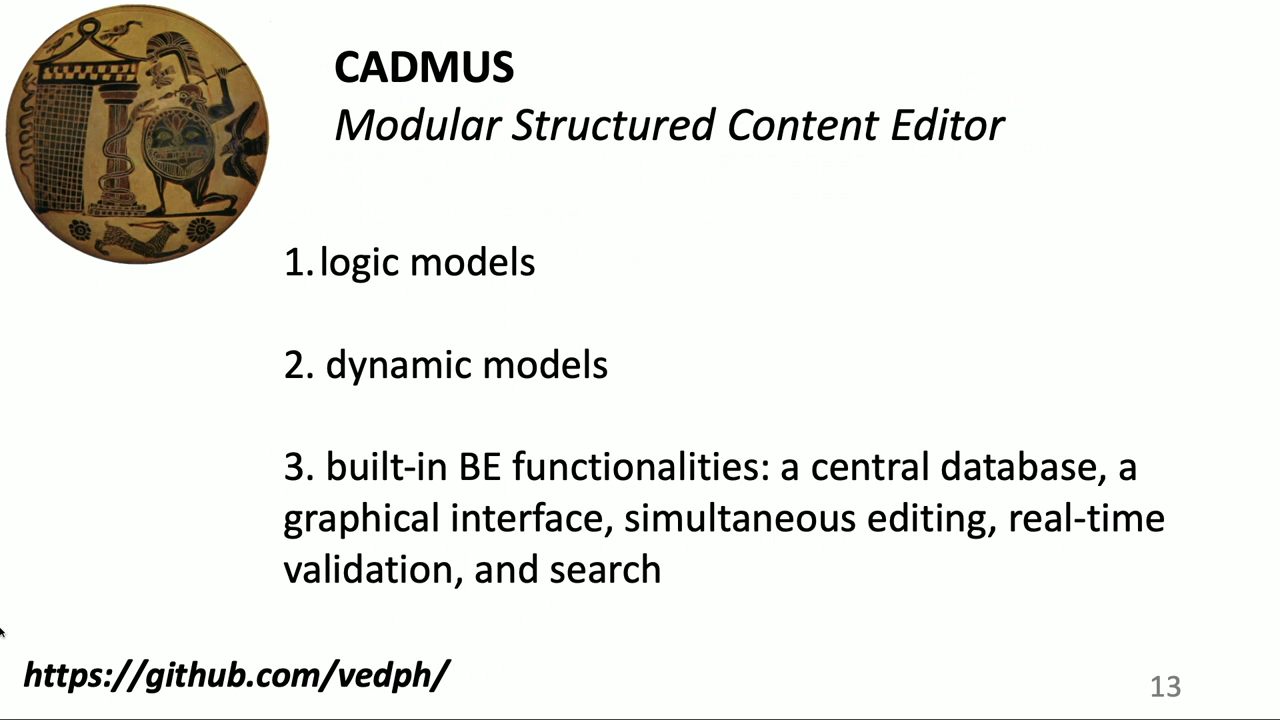 CADMUS
Modular Structured Content Editor
1. logic models
2. dynamic models
3. built-in BE functionalities: a central database, a
graphical interface, simultaneous editing, real-time
validation, and search
https://github.com/vedph/
13